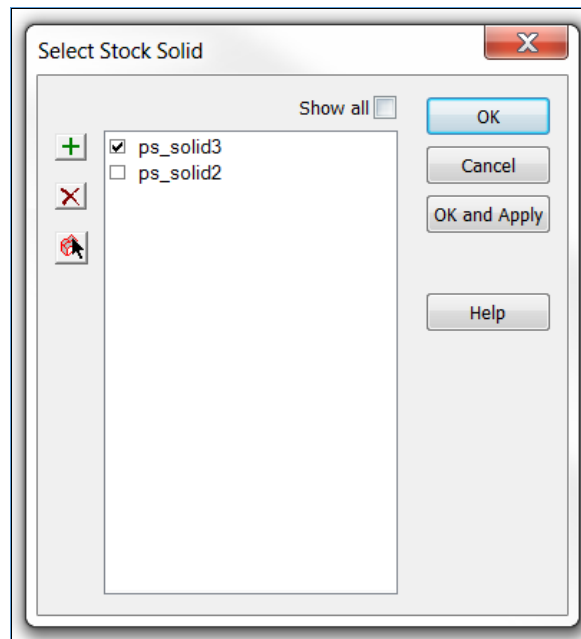 Select Stock Solid
Show all
ps_solid3
ps_solid2
OK
Cancel
OK and Apply
Help